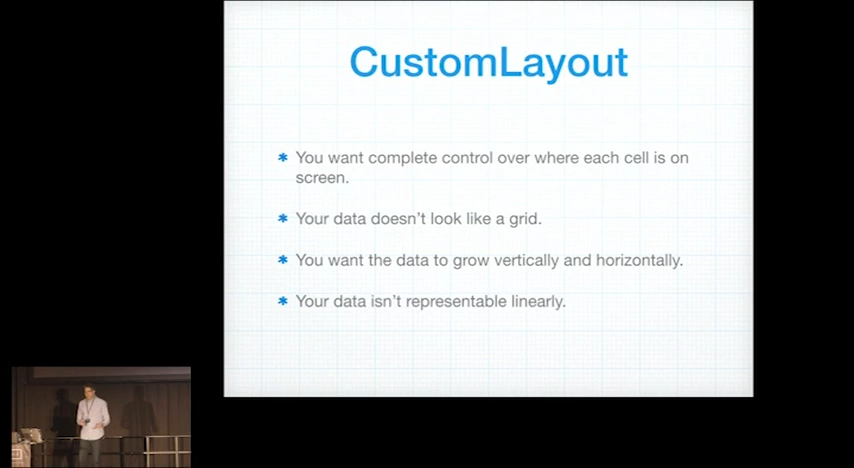 CustomLayout
* You want complete control over where each cell is on
screen.
* Your data doesn't look like a grid.
* You want the data to grow vertically and horizontally.
* Your data isn't representable linearly.